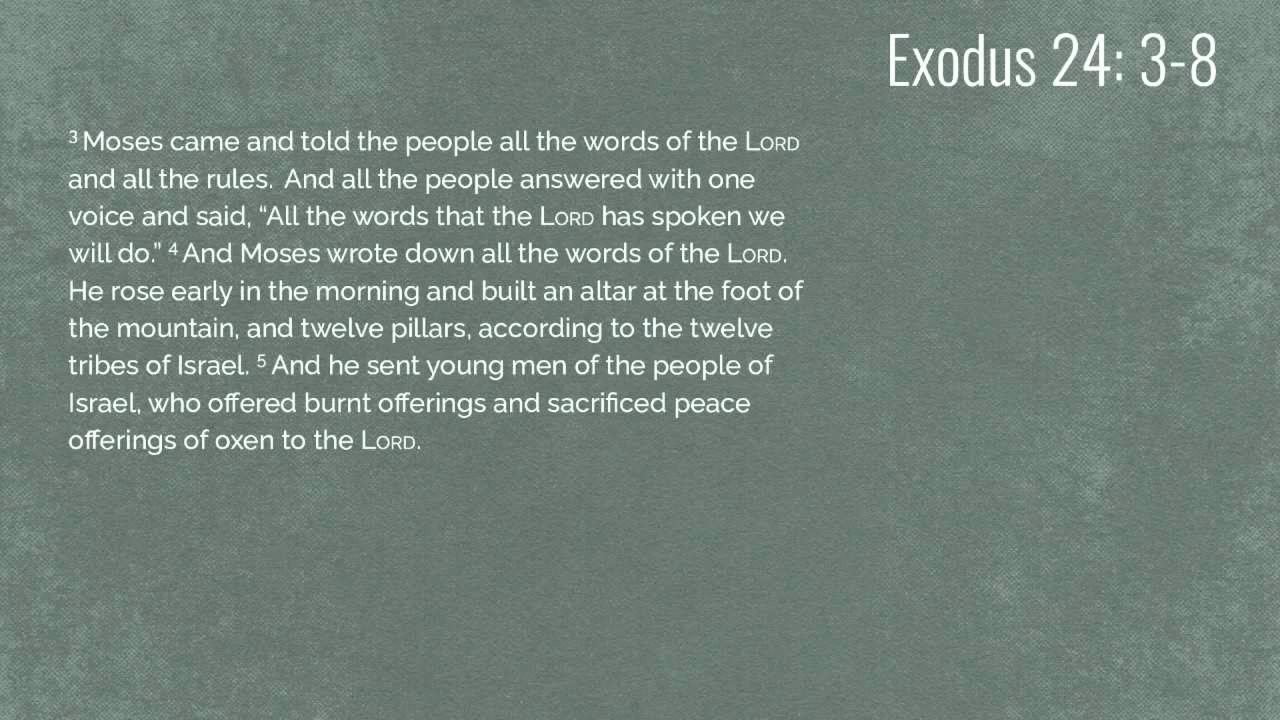 Exodus 24: 3-8
³ Moses came and told the people all the words of the LORD
and all the rules.  And all the people answered with one
voice and said, “All the words that the LORD has spoken we
will do.” ⁴ And Moses wrote down all the words of the LORD.
He rose early in the morning and built an altar at the foot of
the mountain, and twelve pillars, according to the twelve
tribes of Israel. ⁵ And he sent young men of the people of
Israel, who offered burnt offerings and sacrificed peace
offerings of oxen to the LORD.